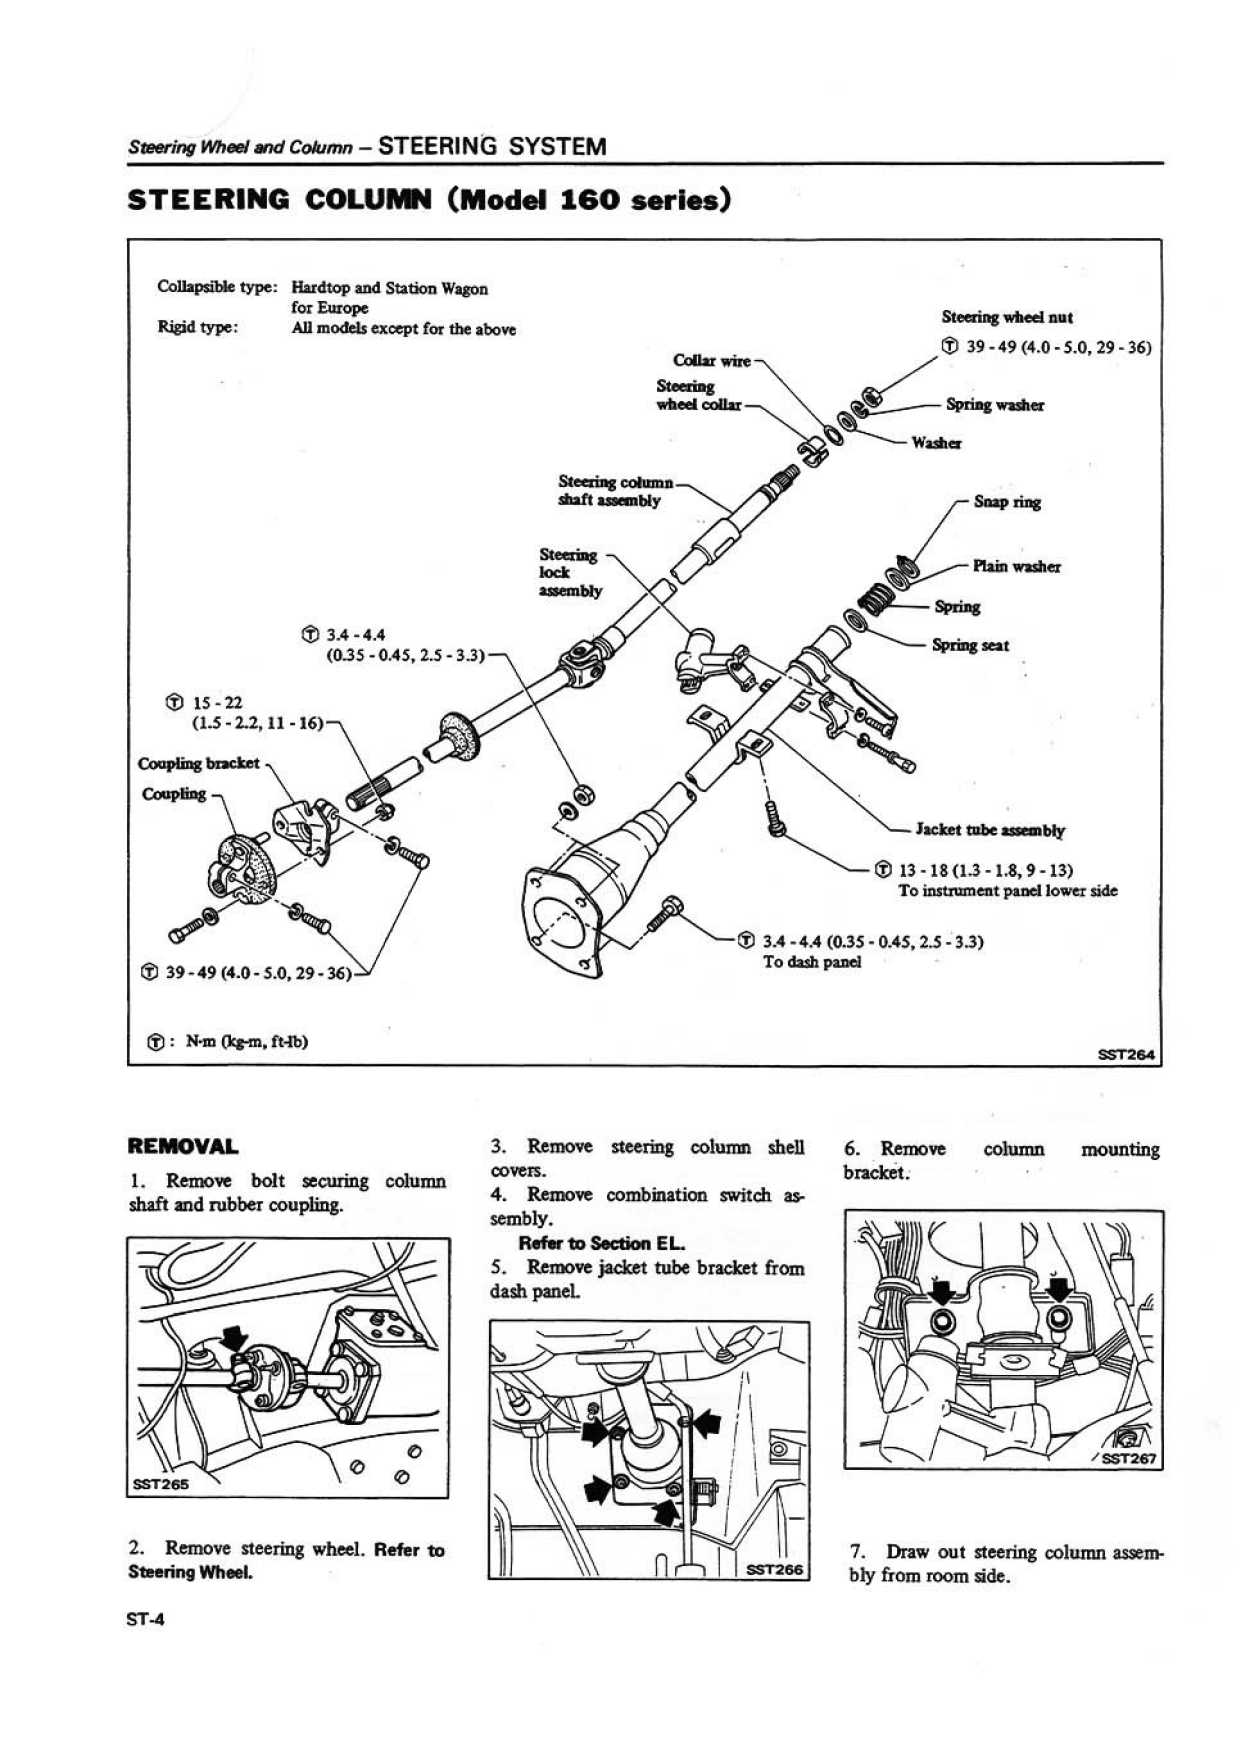 Steering Wheel and Column – STEERING SYSTEM
STEERING COLUMN (Model 160 series)
Collapsible type: Hardtop and Station Wagon
for Europe
Rigid type: All models except for the above
Steering wheel nut
Ⓣ 39 - 49 (4.0 - 5.0, 29 - 36)
Collar wire
Steering
wheel collar
Spring washer
Washer
Steering column
shaft assembly
Snap ring
Steering
lock
assembly
Plain washer
Spring
Spring seat
Ⓣ 3.4 - 4.4
(0.35 - 0.45, 2.5 - 3.3)
Ⓣ 15 - 22
(1.5 - 2.2, 11 - 16)
Coupling bracket
Coupling
Jacket tube assembly
Ⓣ 13 - 18 (1.3 - 1.8, 9 - 13)
To instrument panel lower side
Ⓣ 3.4 - 4.4 (0.35 - 0.45, 2.5 - 3.3)
To dash panel
Ⓣ 39 - 49 (4.0 - 5.0, 29 - 36)
Ⓣ : N·m (kg-m, ft-lb)
SST264
REMOVAL
1. Remove bolt securing column
shaft and rubber coupling.
SST265
2. Remove steering wheel. Refer to
Steering Wheel.
3. Remove steering column shell
covers.
4. Remove combination switch as-
sembly.
Refer to Section EL.
5. Remove jacket tube bracket from
dash panel.
SST266
6. Remove column mounting
bracket.
SST267
7. Draw out steering column assem-
bly from room side.
ST-4